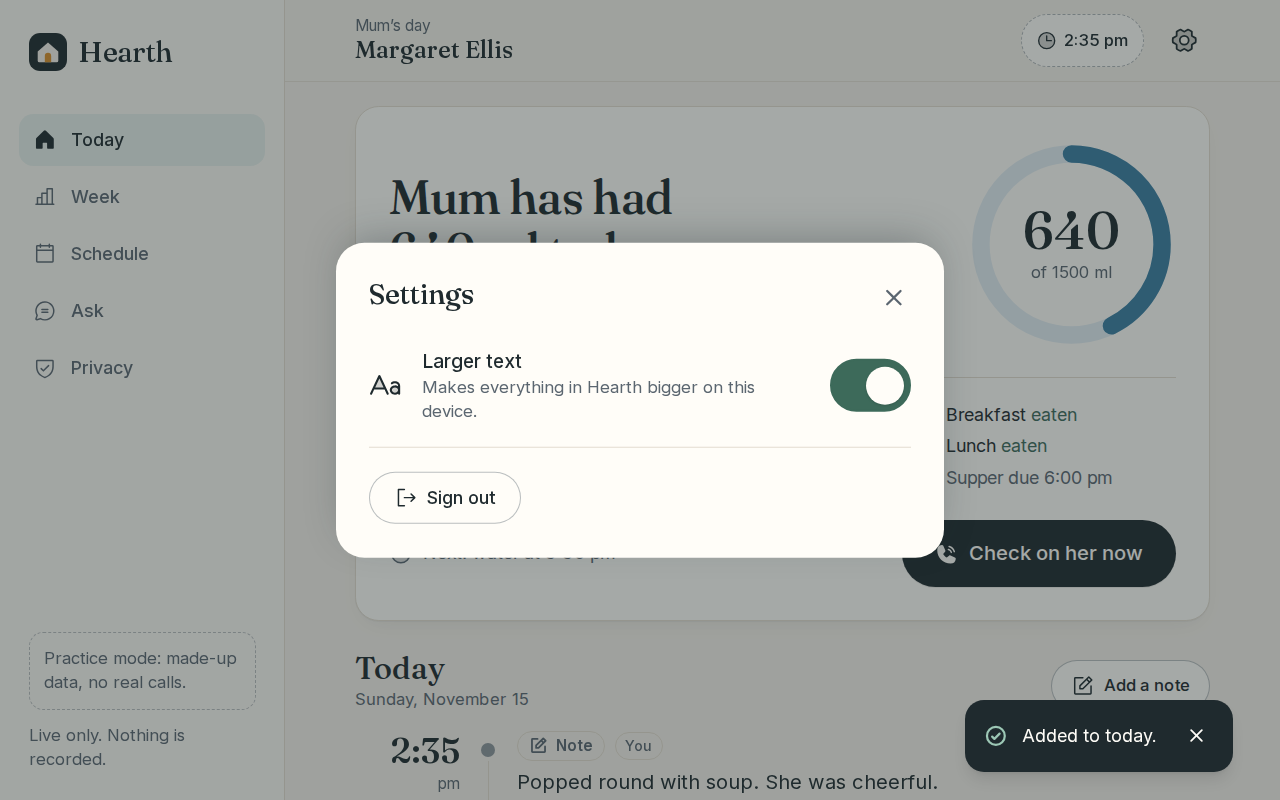 Hearth
Today
Week
Schedule
Ask
Privacy
Practice mode: made-up
data, no real calls.
Live only. Nothing is
recorded.
Mum's day
Margaret Ellis
2:35 pm
Mum has had
640
of 1500 ml
Settings
Larger text
Makes everything in Hearth bigger on this
device.
Sign out
Breakfast eaten
Lunch eaten
Supper due 6:00 pm
Check on her now
Today
Sunday, November 15
Add a note
2:35
pm
Note
You
Popped round with soup. She was cheerful.
Added to today.